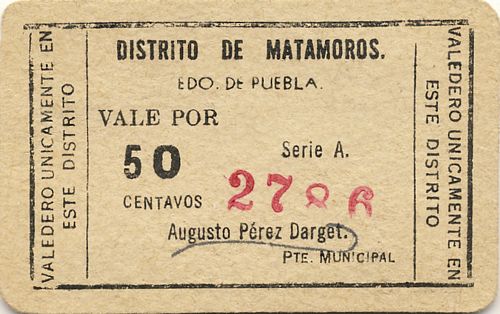 DISTRITO DE MATAMOROS.
EDO. DE PUEBLA.
VALE POR
50 Serie A.
CENTAVOS 2786
Augusto Pérez Darget.
PTE. MUNICIPAL
VALEDERO UNICAMENTE EN
ESTE DISTRITO
VALEDERO UNICAMENTE EN
ESTE DISTRITO